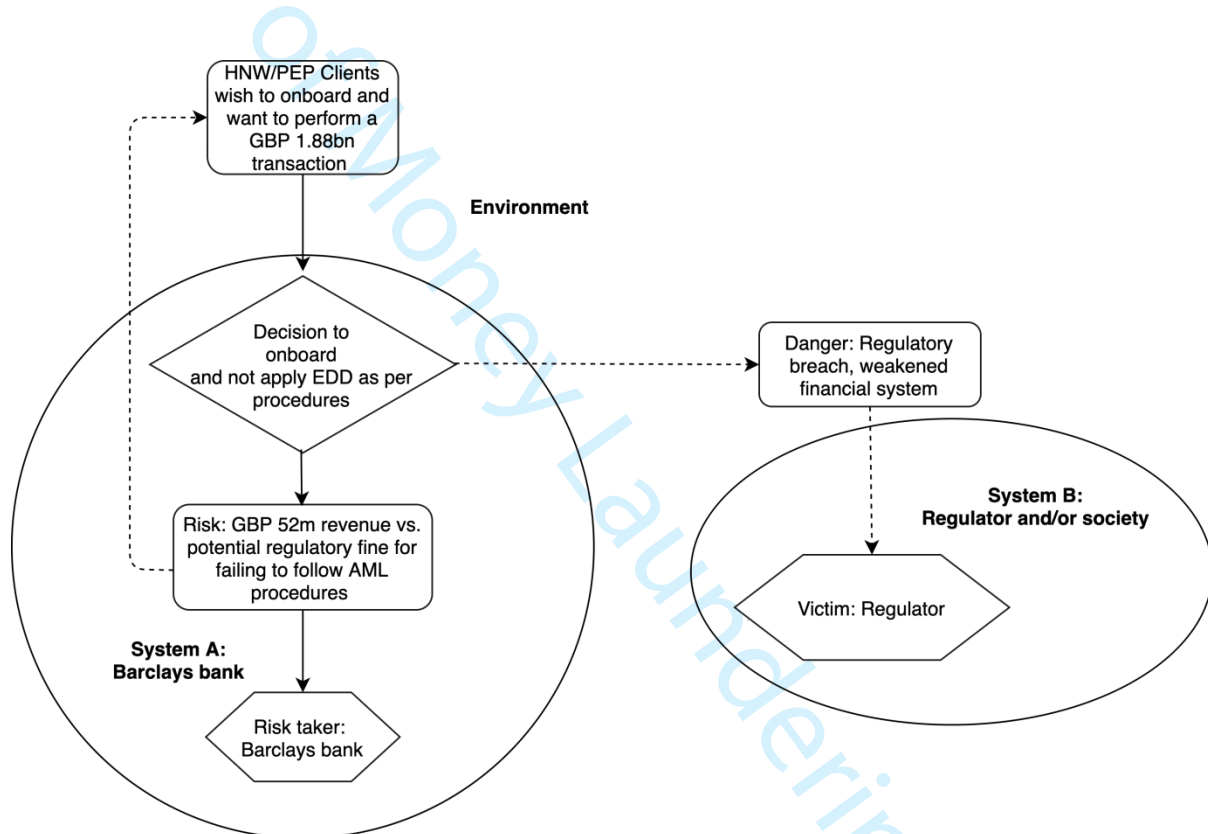 HNW/PEP Clients
wish to onboard and
want to perform a
GBP 1.88bn
transaction
Environment
Decision to
onboard
and not apply EDD as per
procedures
Danger: Regulatory
breach, weakened
financial system
Risk: GBP 52m revenue vs.
potential regulatory fine for
failing to follow AML
procedures
System B:
Regulator and/or society
Victim: Regulator
System A:
Barclays bank
Risk taker:
Barclays bank
of Money Launderin